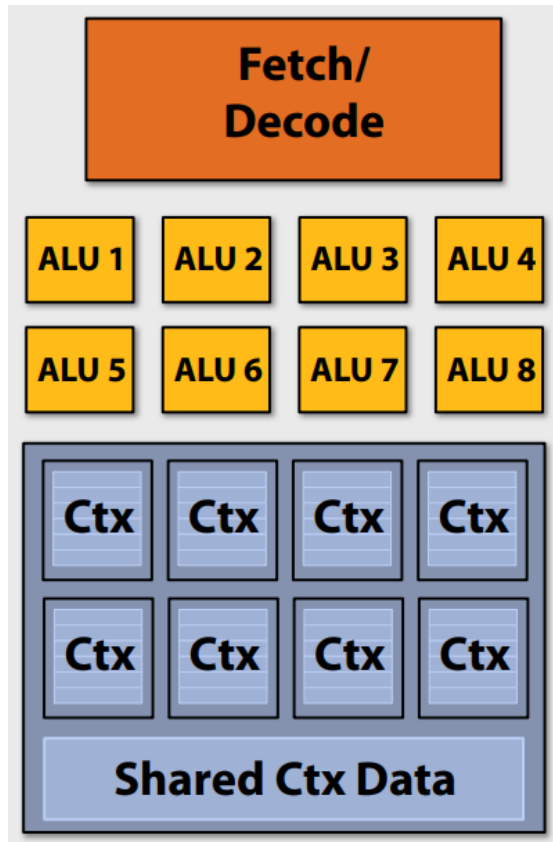 Fetch/
Decode
ALU 1 ALU 2 ALU 3 ALU 4
ALU 5 ALU 6 ALU 7 ALU 8
Ctx Ctx Ctx Ctx
Ctx Ctx Ctx Ctx
Shared Ctx Data